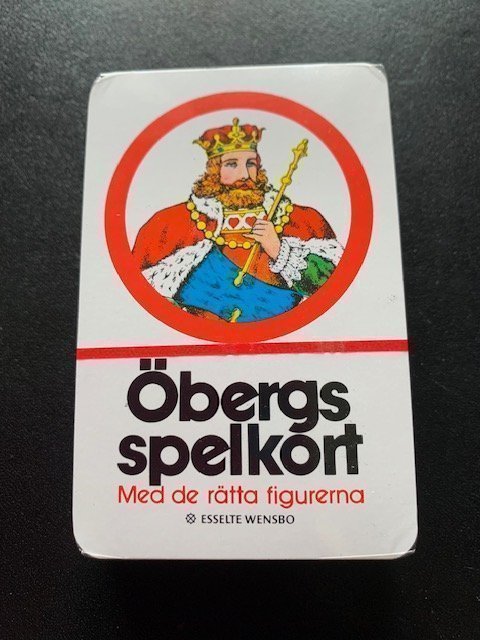 Öbergs
spelkort
Med de rätta figurerna
ESSELTE WENSBO